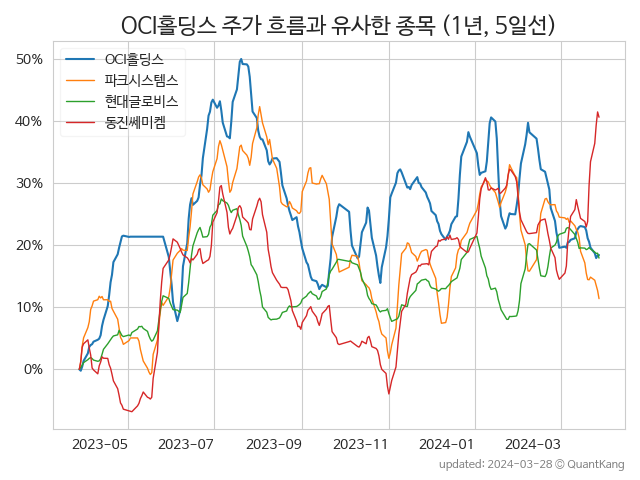 OCI홀딩스 주가 흐름과 유사한 종목 (1년, 5일선)
50%
40%
30%
20%
10%
0%
OCI홀딩스
파크시스템스
현대글로비스
동진쎄미켐
2023-05
2023-07
2023-09
2023-11
2024-01
2024-03
updated: 2024-03-28 © QuantKang